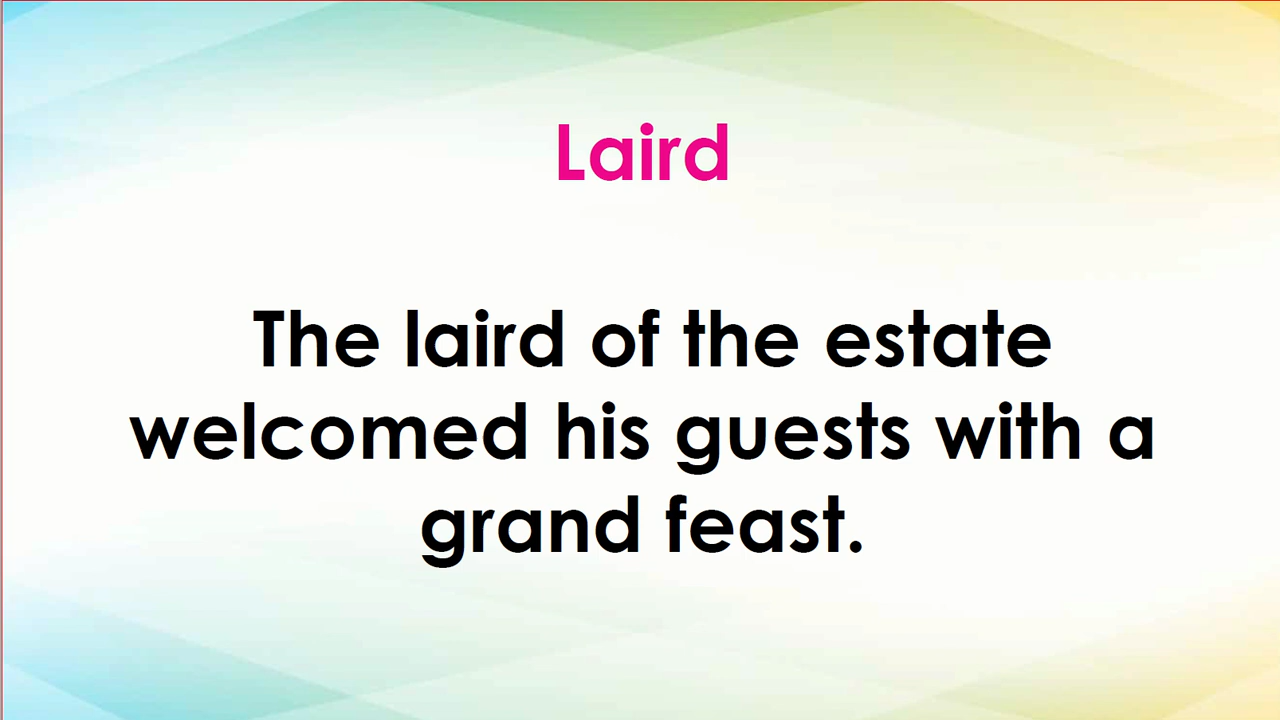 Laird
The laird of the estate
welcomed his guests with a
grand feast.